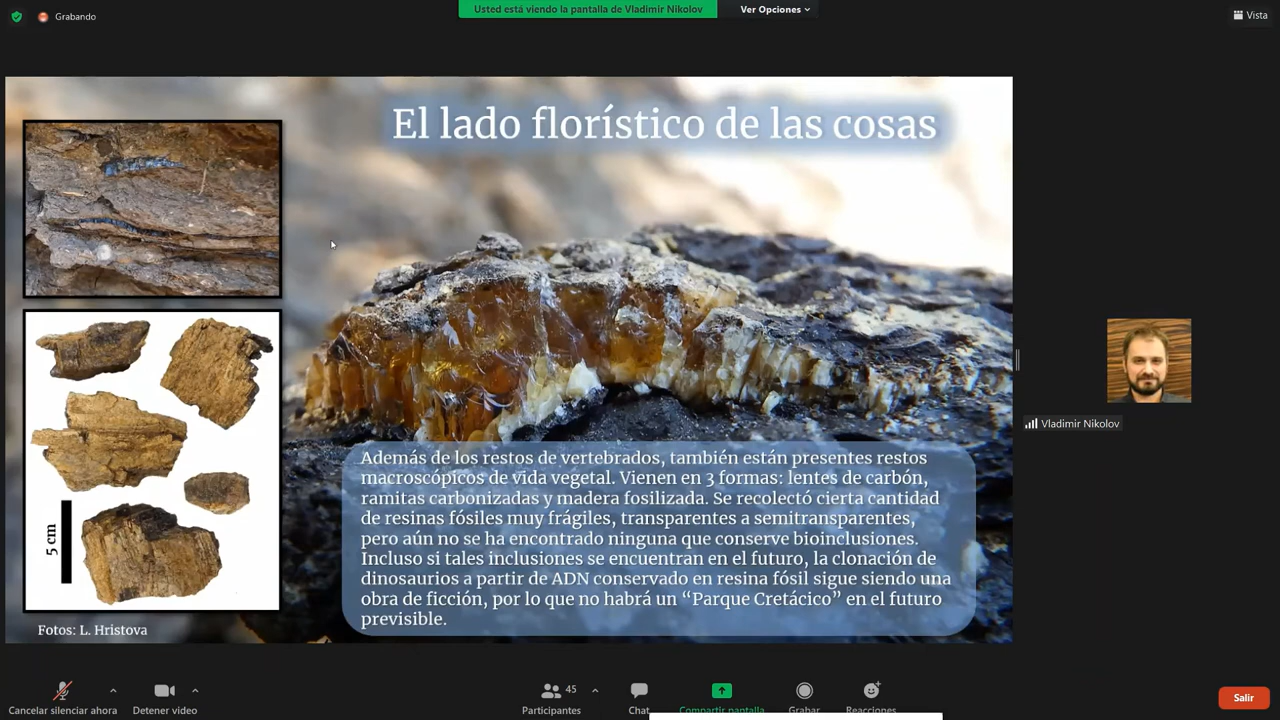 Grabando
Usted está viendo la pantalla de Vladimir Nikolov
Ver Opciones
Vista
El lado florístico de las cosas
5 cm
Fotos: L. Hristova
Además de los restos de vertebrados, también están presentes restos
macroscópicos de vida vegetal. Vienen en 3 formas: lentes de carbón,
ramitas carbonizadas y madera fosilizada. Se recolectó cierta cantidad
de resinas fósiles muy frágiles, transparentes a semitransparentes,
pero aún no se ha encontrado ninguna que conserve bioinclusiones.
Incluso si tales inclusiones se encuentran en el futuro, la clonación de
dinosaurios a partir de ADN conservado en resina fósil sigue siendo una
obra de ficción, por lo que no habrá un “Parque Cretácico” en el futuro
previsible.
Vladimir Nikolov
Cancelar silenciar ahora
Detener video
45
Participantes
Chat
Compartir pantalla
Grabar
Reacciones
Salir